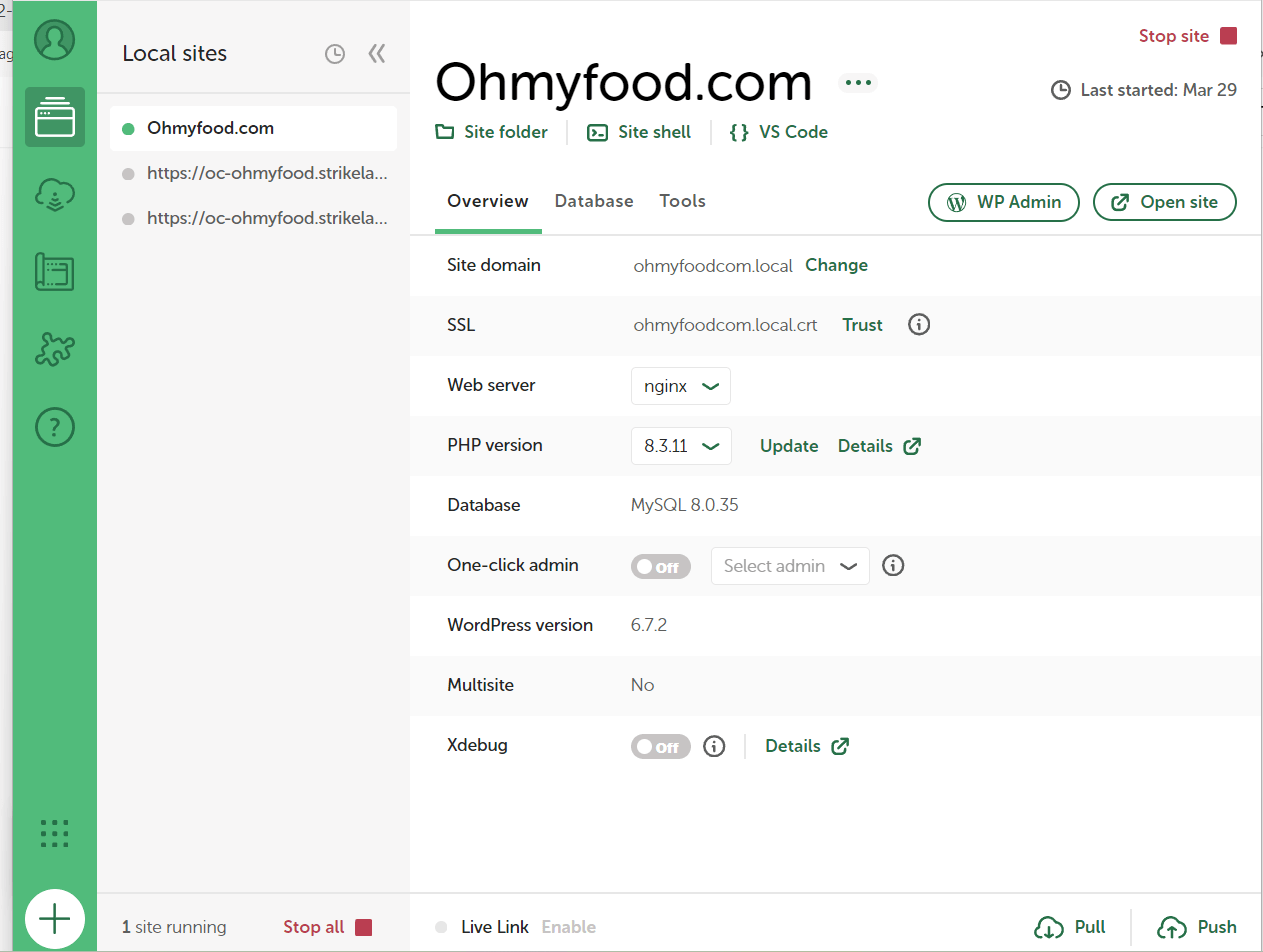 2-
ag
Local sites
Ohmyfood.com
https://oc-ohmyfood.strikela...
https://oc-ohmyfood.strikela...
1 site running
Stop all
Stop site
Ohmyfood.com
Last started: Mar 29
Site folder
Site shell
VS Code
Overview Database Tools
WP Admin
Open site
Site domain ohmyfoodcom.local Change
SSL ohmyfoodcom.local.crt Trust
Web server nginx
PHP version 8.3.11 Update Details
Database MySQL 8.0.35
One-click admin Off Select admin
WordPress version 6.7.2
Multisite No
Xdebug Off Details
Live Link Enable
Pull
Push